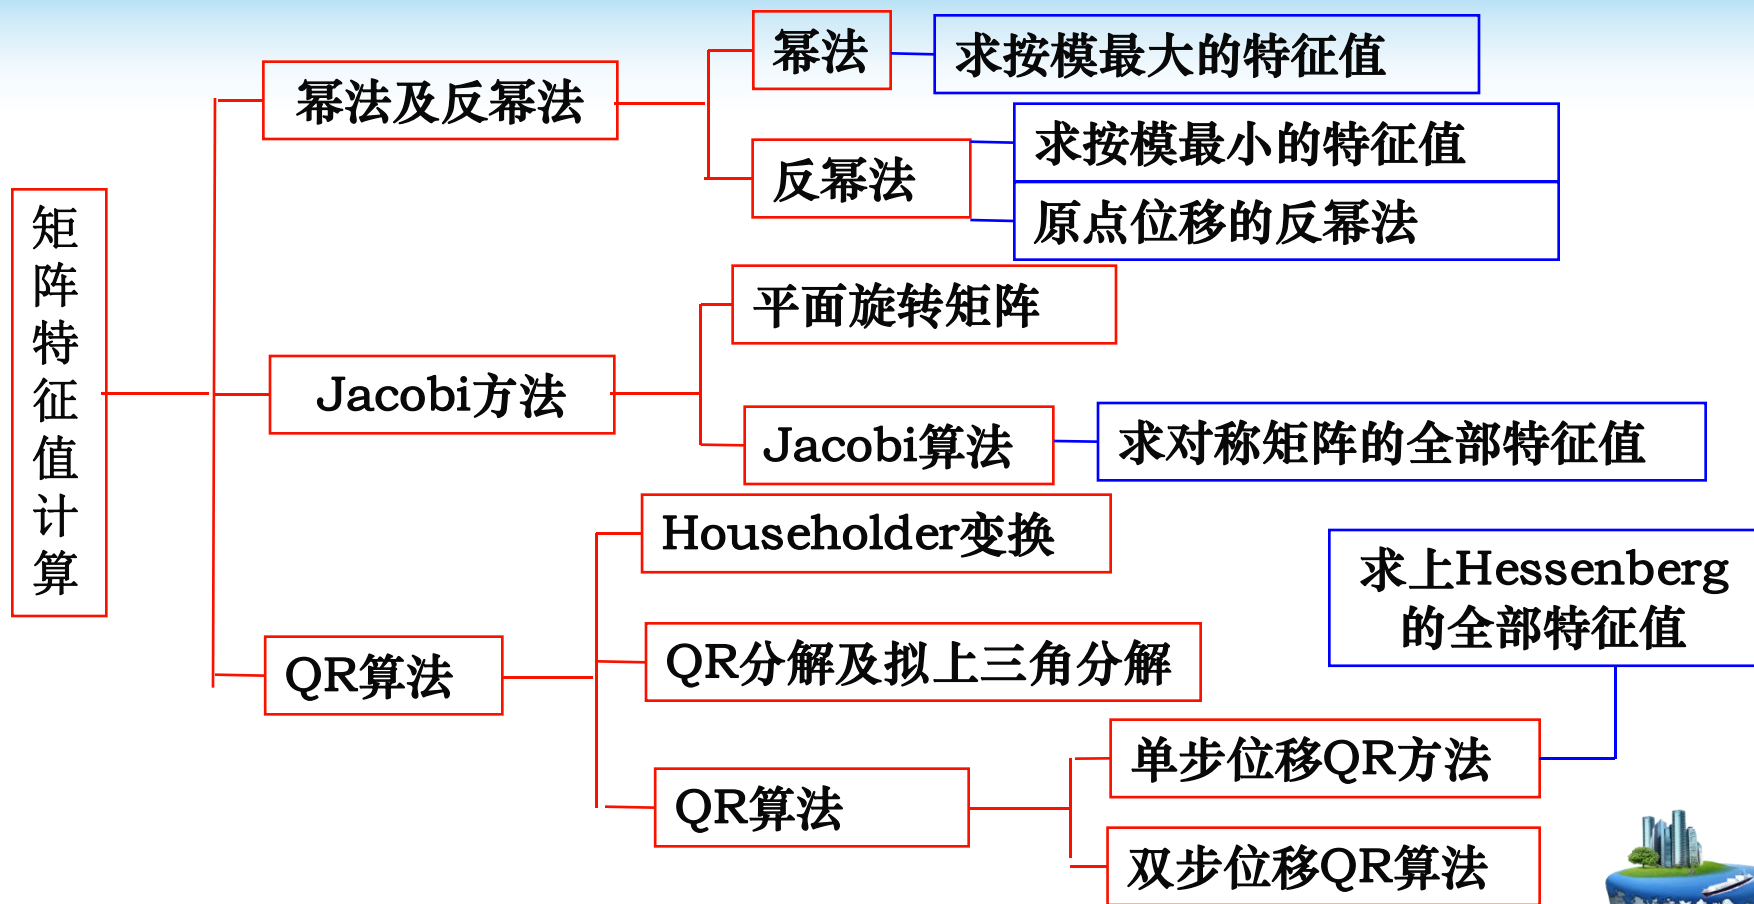 矩阵特征值计算
幂法及反幂法
幂法
求按模最大的特征值
反幂法
求按模最小的特征值
原点位移的反幂法
Jacobi方法
平面旋转矩阵
Jacobi算法
求对称矩阵的全部特征值
QR算法
Householder变换
QR分解及拟上三角分解
QR算法
单步位移QR方法
求上Hessenberg
的全部特征值
双步位移QR算法